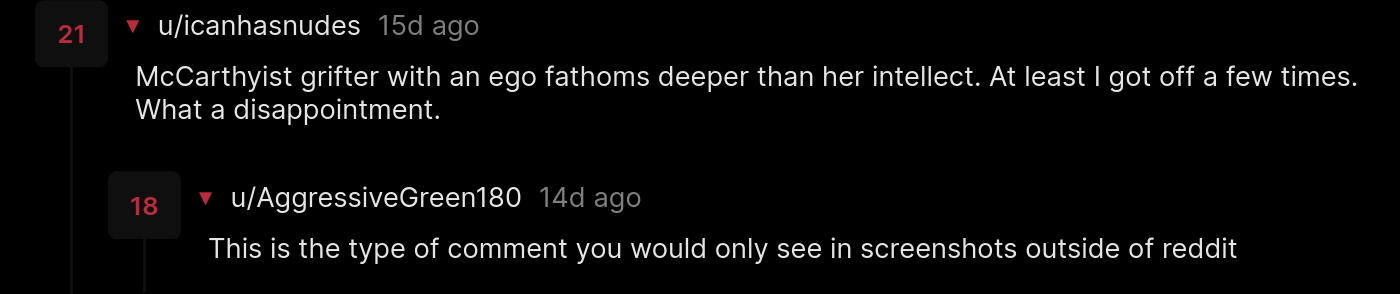 21 ▼ u/icanhasnudes 15d ago
McCarthyist grifter with an ego fathoms deeper than her intellect. At least I got off a few times.
What a disappointment.
18 ▼ u/AggressiveGreen180 14d ago
This is the type of comment you would only see in screenshots outside of reddit